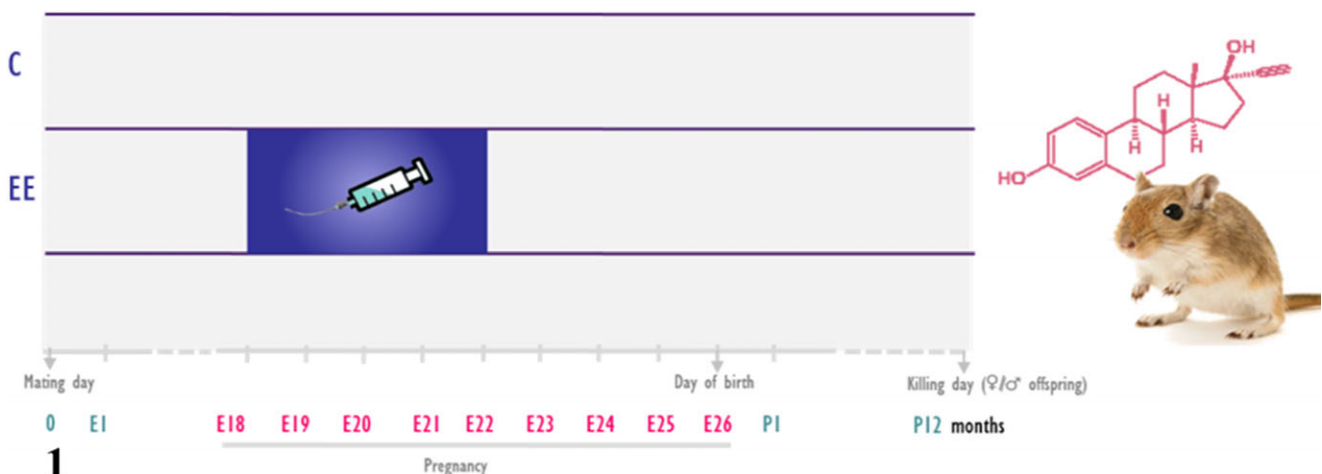 C
EE
OH
H
H
H
HO
Mating day
Day of birth
Killing day (♀/♂ offspring)
0 E1 E18 E19 E20 E21 E22 E23 E24 E25 E26 P1 P12 months
Pregnancy
1